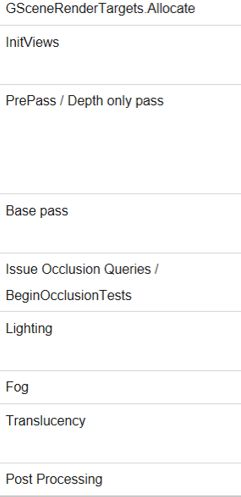 GSceneRenderTargets.Allocate
InitViews
PrePass / Depth only pass
Base pass
Issue Occlusion Queries /
BeginOcclusionTests
Lighting
Fog
Translucency
Post Processing